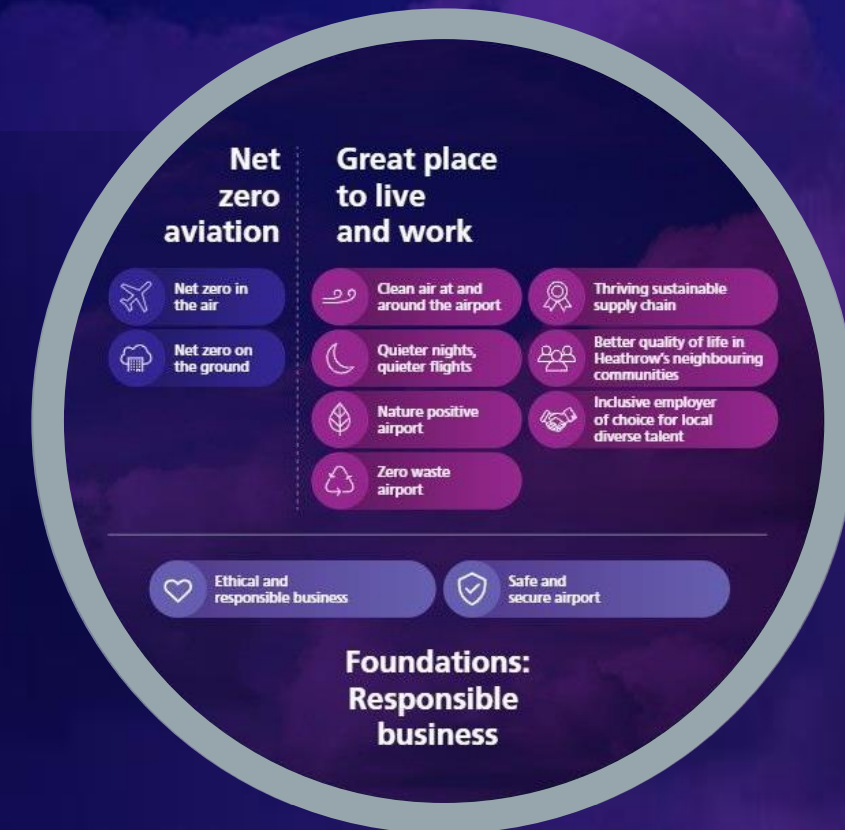 Net
zero
aviation
Great place
to live
and work
Net zero in
the air
Net zero on
the ground
Clean air at and
around the airport
Quieter nights,
quieter flights
Nature positive
airport
Zero waste
airport
Thriving sustainable
supply chain
Better quality of life in
Heathrow's neighbouring
communities
Inclusive employer
of choice for local
diverse talent
Ethical and
responsible business
Safe and
secure airport
Foundations:
Responsible
business